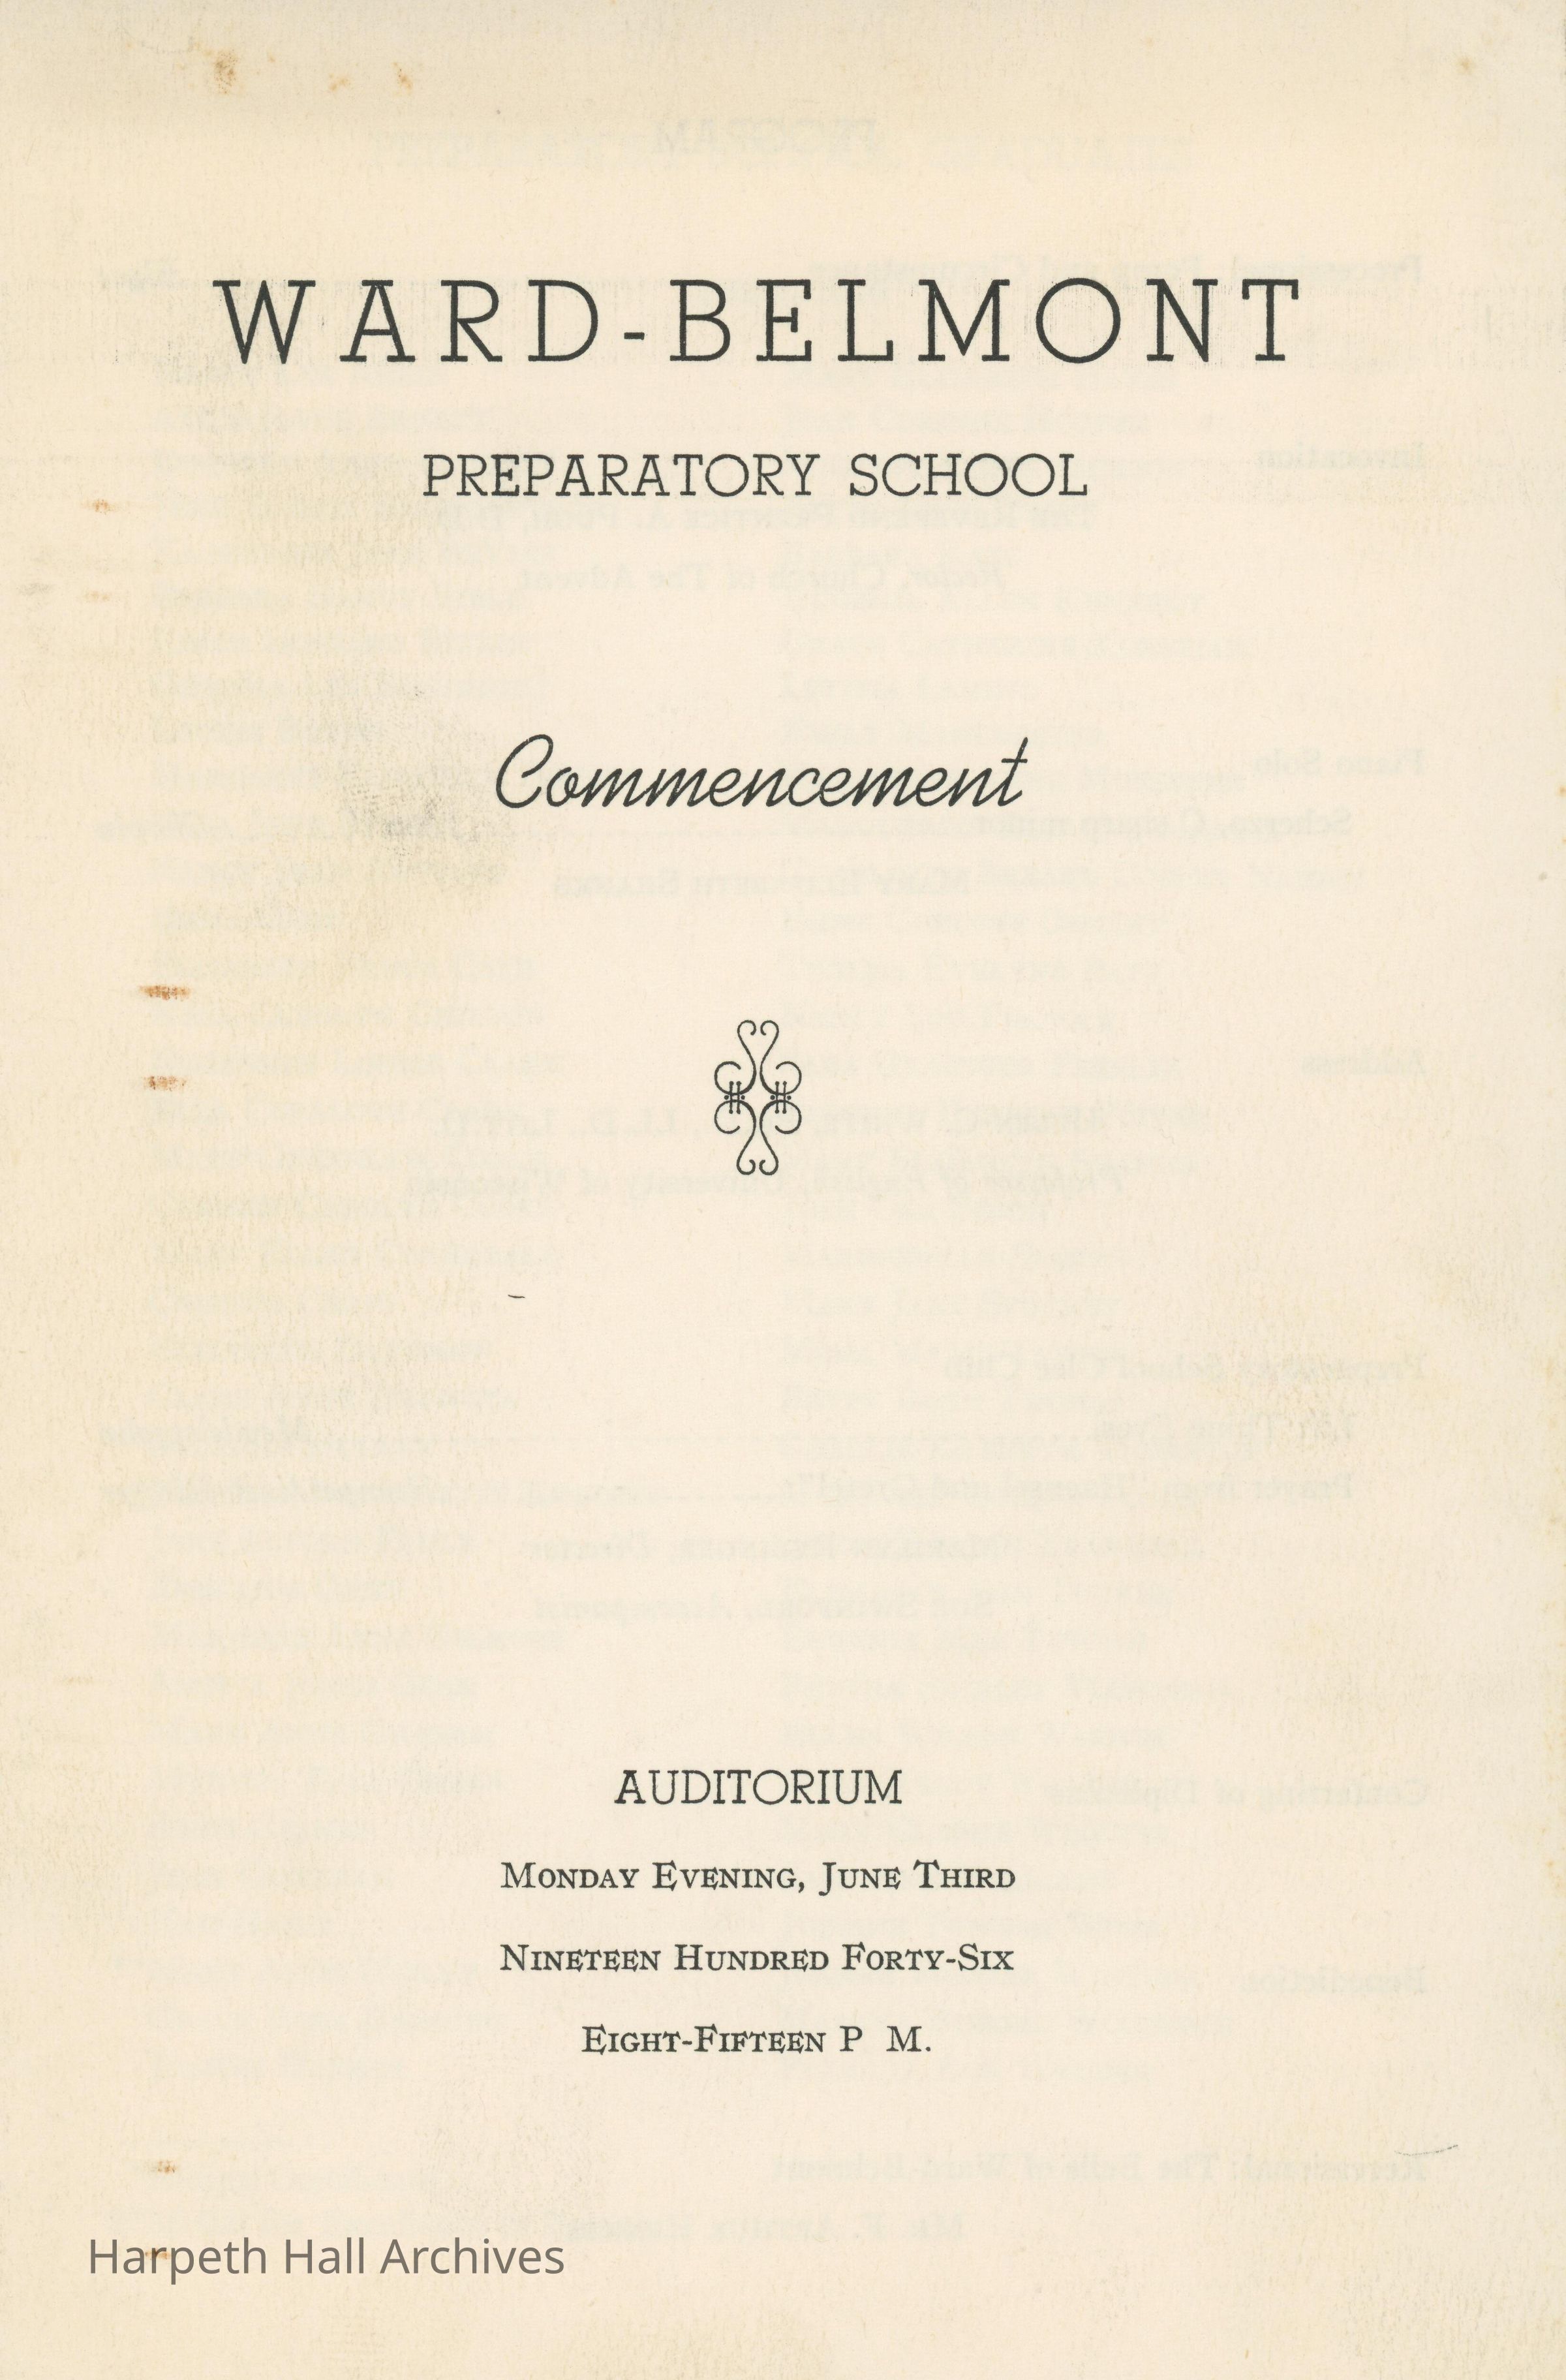 WARD-BELMONT
PREPARATORY SCHOOL
Commencement
AUDITORIUM
Monday Evening, June Third
Nineteen Hundred Forty-Six
Eight-Fifteen P M.
Harpeth Hall Archives